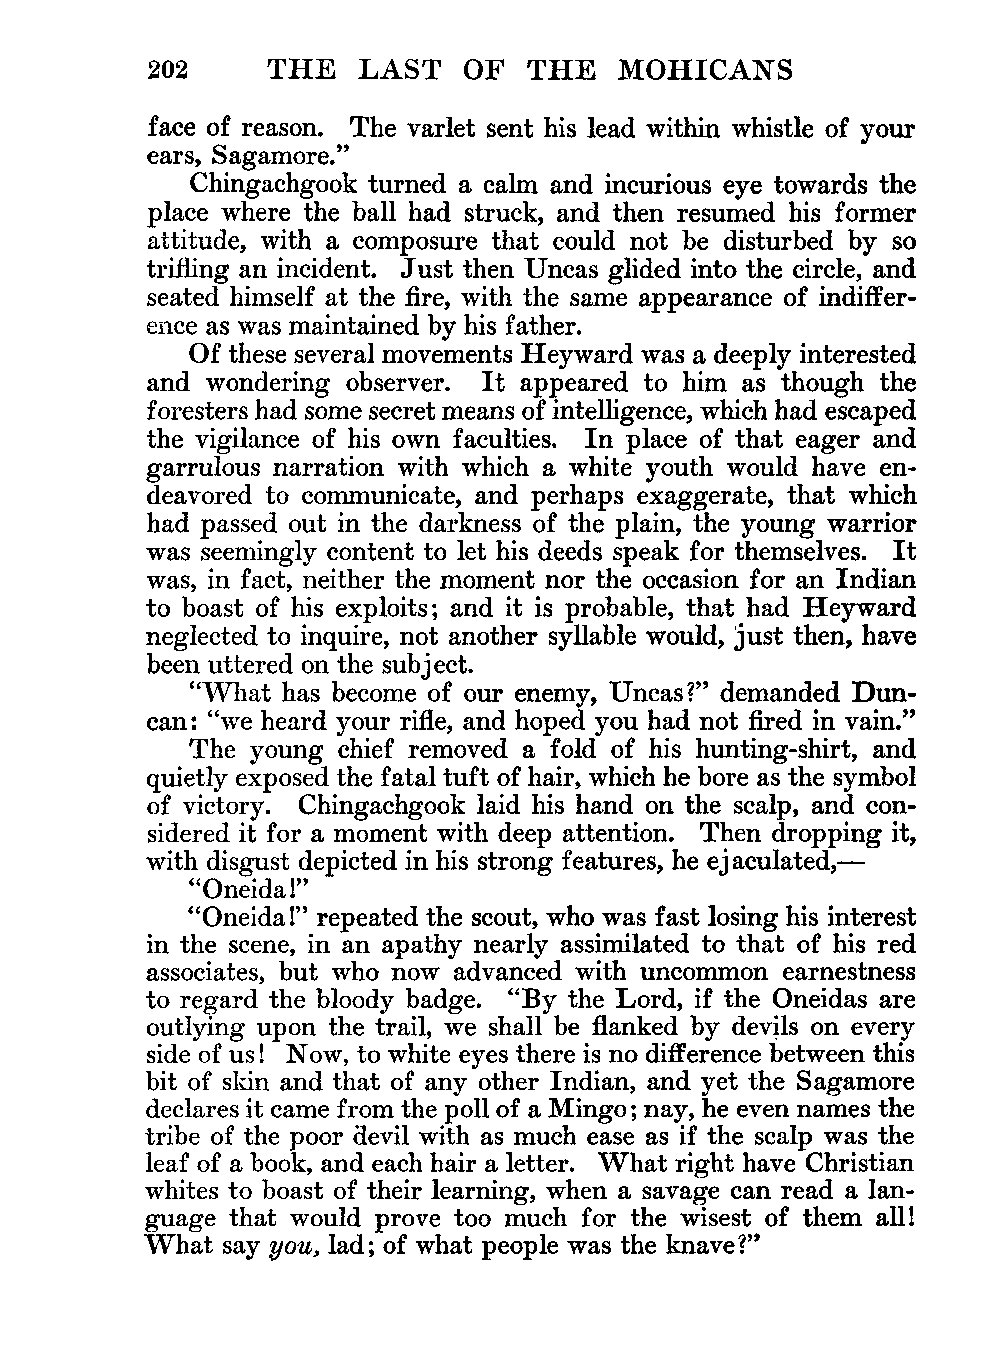 202 THE LAST OF THE MOHICANS
face of reason. The varlet sent his lead within whistle of your
ears, Sagamore.”
Chingachgook turned a calm and incurious eye towards the
place where the ball had struck, and then resumed his former
attitude, with a composure that could not be disturbed by so
trifling an incident. Just then Uncas glided into the circle, and
seated himself at the fire, with the same appearance of indiffer-
ence as was maintained by his father.
Of these several movements Heyward was a deeply interested
and wondering observer. It appeared to him as though the
foresters had some secret means of intelligence, which had escaped
the vigilance of his own faculties. In place of that eager and
garrulous narration with which a white youth would have en-
deavored to communicate, and perhaps exaggerate, that which
had passed out in the darkness of the plain, the young warrior
was seemingly content to let his deeds speak for themselves. It
was, in fact, neither the moment nor the occasion for an Indian
to boast of his exploits; and it is probable, that had Heyward
neglected to inquire, not another syllable would, just then, have
been uttered on the subject.
“What has become of our enemy, Uncas?” demanded Dun-
can: “we heard your rifle, and hoped you had not fired in vain.”
The young chief removed a fold of his hunting-shirt, and
quietly exposed the fatal tuft of hair, which he bore as the symbol
of victory. Chingachgook laid his hand on the scalp, and con-
sidered it for a moment with deep attention. Then dropping it,
with disgust depicted in his strong features, he ejaculated,—
“Oneida!”
“Oneida!” repeated the scout, who was fast losing his interest
in the scene, in an apathy nearly assimilated to that of his red
associates, but who now advanced with uncommon earnestness
to regard the bloody badge. “By the Lord, if the Oneidas are
outlying upon the trail, we shall be flanked by devils on every
side of us! Now, to white eyes there is no difference between this
bit of skin and that of any other Indian, and yet the Sagamore
declares it came from the poll of a Mingo; nay, he even names the
tribe of the poor devil with as much ease as if the scalp was the
leaf of a book, and each hair a letter. What right have Christian
whites to boast of their learning, when a savage can read a lan-
guage that would prove too much for the wisest of them all!
What say you, lad; of what people was the knave?”